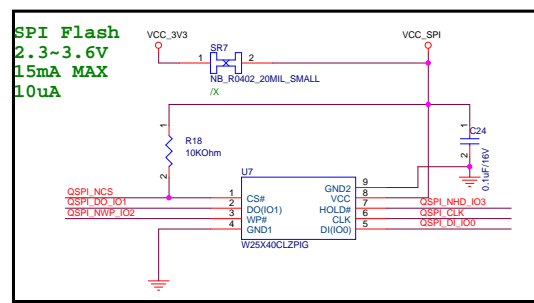 SPI Flash
2.3~3.6V
15mA MAX
10uA
VCC_3V3
VCC_SPI
SR7
1 2
NB_R0402_20MIL_SMALL
/X
R18
10KOhm
1
2
C24
0.1uF/16V
1
2
U7
QSPI_NCS
QSPI_DO_IO1
QSPI_NWP_IO2
1 CS#
2 DO(IO1)
3 WP#
4 GND1
GND2 9
VCC 8
HOLD# 7
CLK 6
DI(IO0) 5
QSPI_NHD_IO3
QSPI_CLK
QSPI_DI_IO0
W25X40CLZPIG